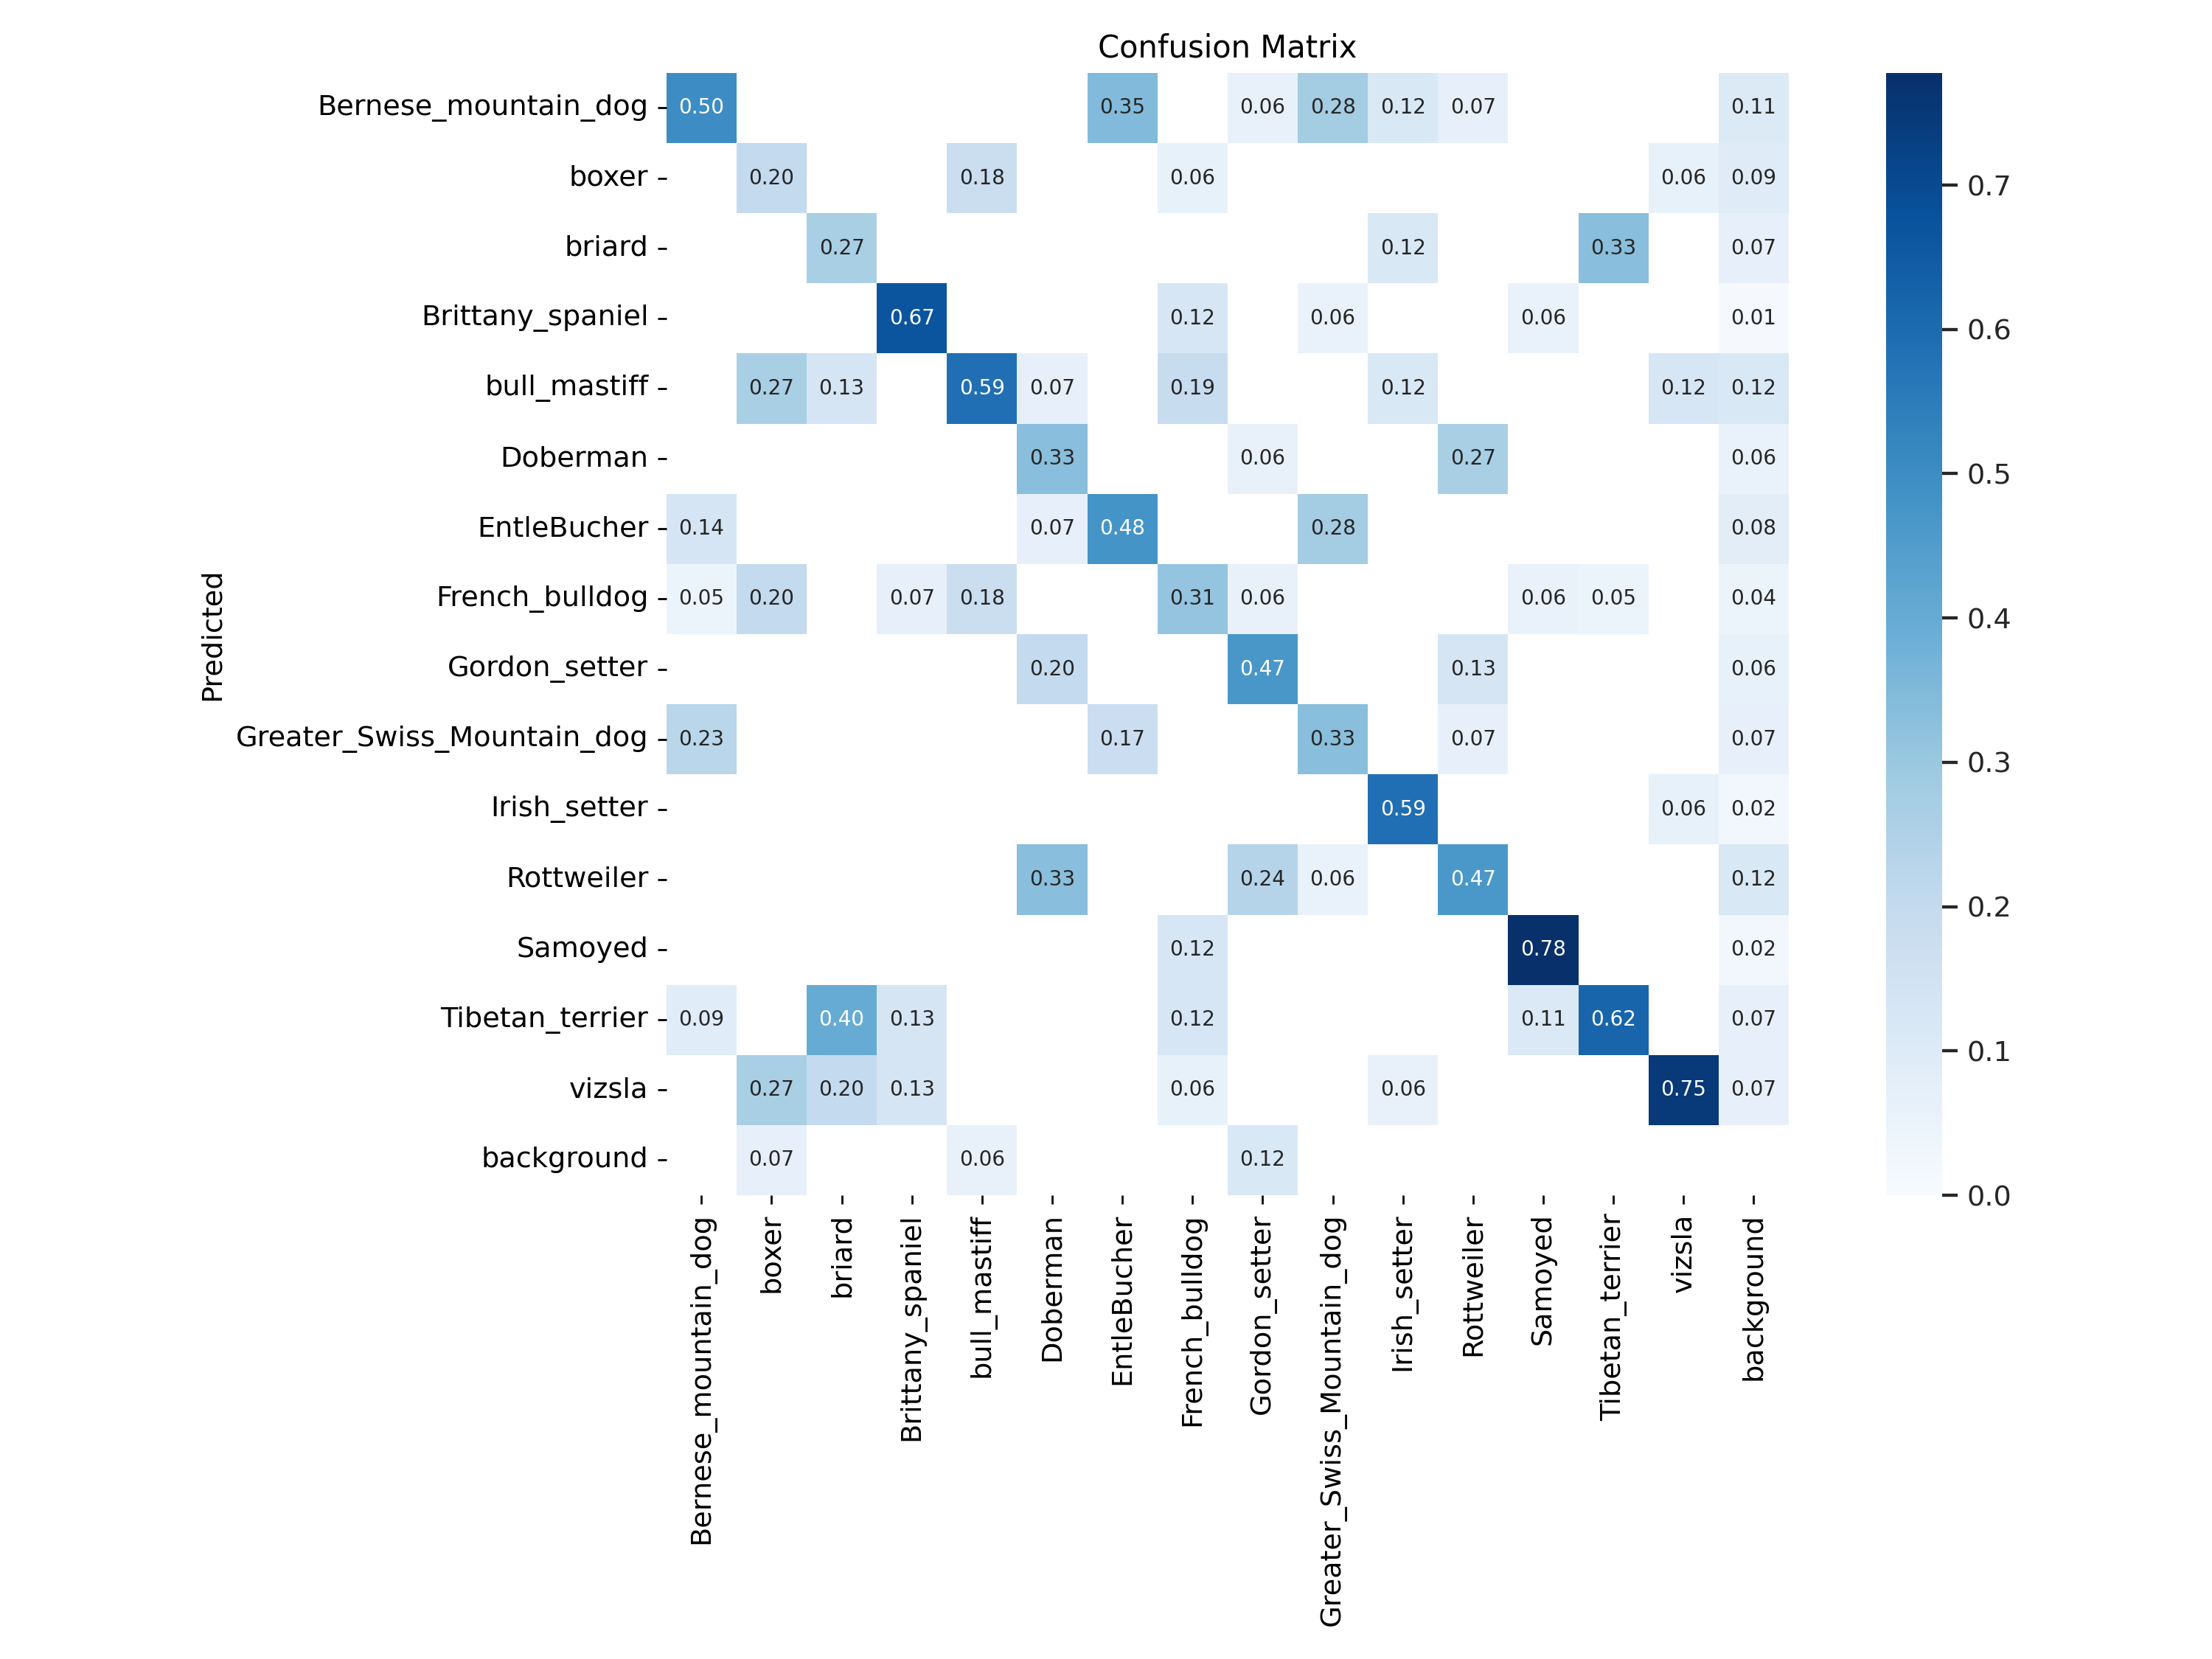 Confusion Matrix
Predicted
Bernese_mountain_dog 0.50 0.35 0.06 0.28 0.12 0.07 0.11
boxer 0.20 0.18 0.06 0.06 0.09
briard 0.27 0.12 0.33 0.07
Brittany_spaniel 0.67 0.12 0.06 0.06 0.01
bull_mastiff 0.27 0.13 0.59 0.07 0.19 0.12 0.12 0.12
Doberman 0.33 0.06 0.27 0.06
EntleBucher 0.14 0.07 0.48 0.28 0.08
French_bulldog 0.05 0.20 0.07 0.18 0.31 0.06 0.06 0.05 0.04
Gordon_setter 0.20 0.47 0.13 0.06
Greater_Swiss_Mountain_dog 0.23 0.17 0.33 0.07 0.07
Irish_setter 0.59 0.06 0.02
Rottweiler 0.33 0.24 0.06 0.47 0.12
Samoyed 0.12 0.78 0.02
Tibetan_terrier 0.09 0.40 0.13 0.12 0.11 0.62 0.07
vizsla 0.27 0.20 0.13 0.06 0.06 0.75 0.07
background 0.07 0.06 0.12
Bernese_mountain_dog
boxer
briard
Brittany_spaniel
bull_mastiff
Doberman
EntleBucher
French_bulldog
Gordon_setter
Greater_Swiss_Mountain_dog
Irish_setter
Rottweiler
Samoyed
Tibetan_terrier
vizsla
background
0.7
0.6
0.5
0.4
0.3
0.2
0.1
0.0